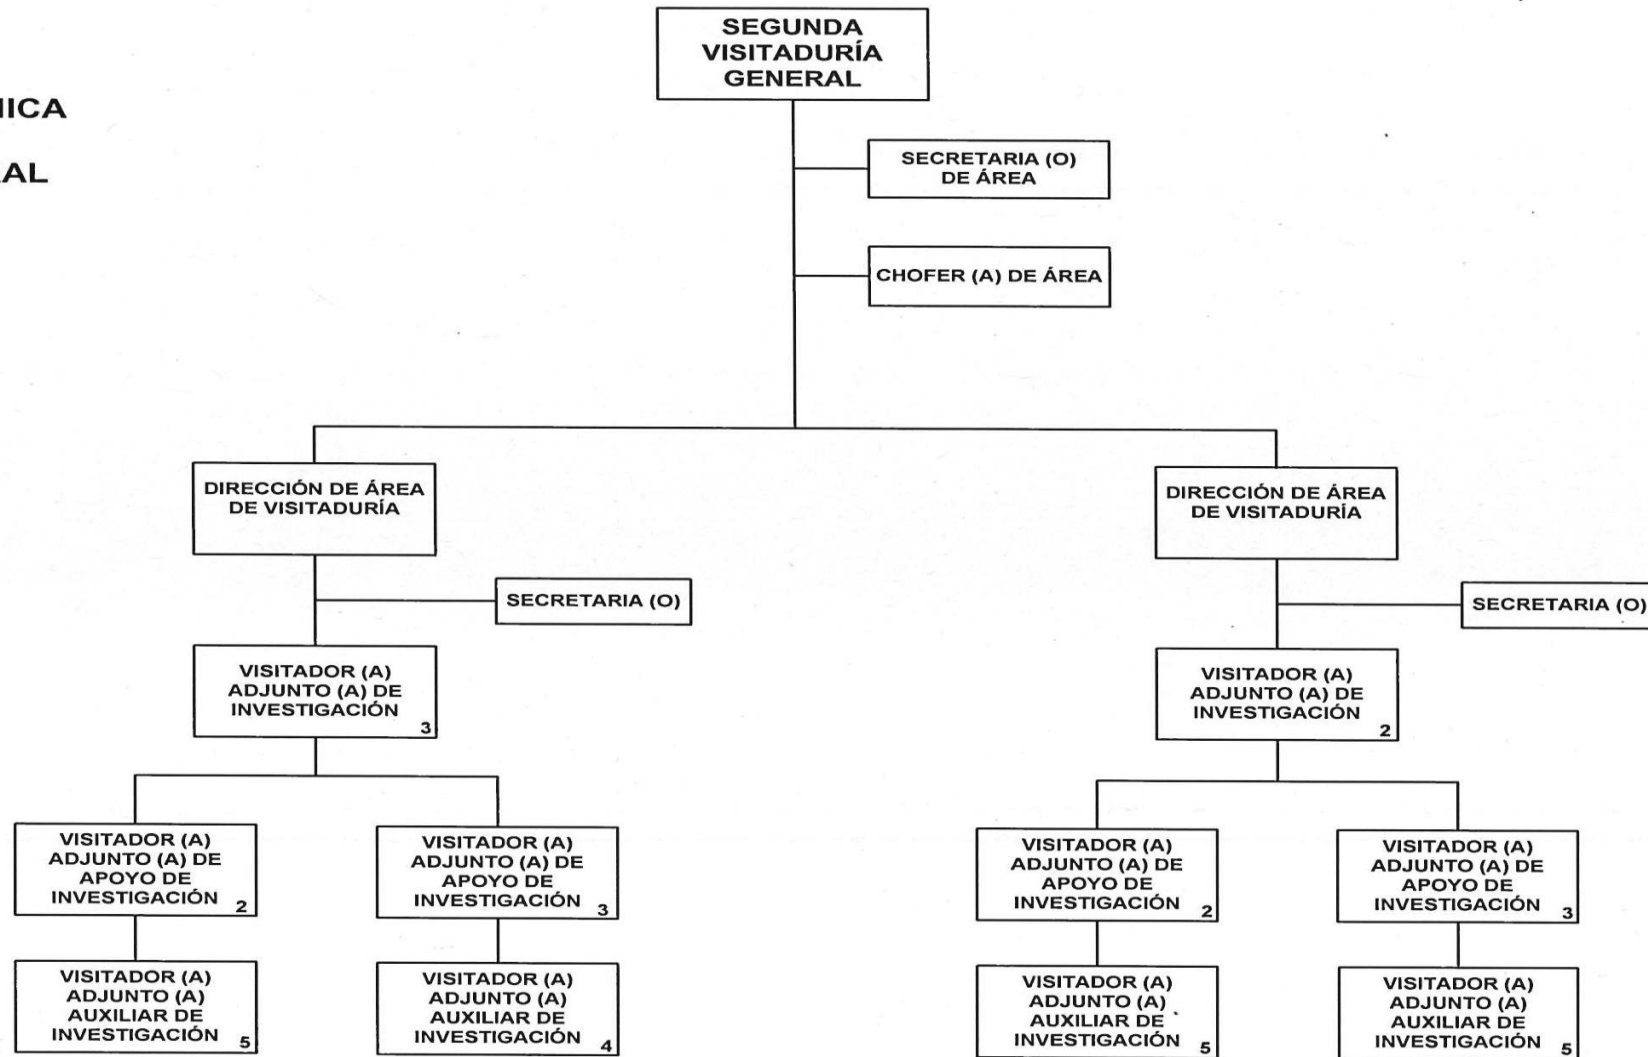 SEGUNDA
VISITADURÍA
GENERAL
SECRETARIA (O)
DE ÁREA
CHOFER (A) DE ÁREA
DIRECCIÓN DE ÁREA
DE VISITADURÍA
DIRECCIÓN DE ÁREA
DE VISITADURÍA
SECRETARIA (O)
SECRETARIA (O)
VISITADOR (A)
ADJUNTO (A) DE
INVESTIGACIÓN
3
VISITADOR (A)
ADJUNTO (A) DE
INVESTIGACIÓN
2
VISITADOR (A)
ADJUNTO (A) DE
APOYO DE
INVESTIGACIÓN 2
VISITADOR (A)
ADJUNTO (A) DE
APOYO DE
INVESTIGACIÓN 3
VISITADOR (A)
ADJUNTO (A) DE
APOYO DE
INVESTIGACIÓN 2
VISITADOR (A)
ADJUNTO (A) DE
APOYO DE
INVESTIGACIÓN 3
VISITADOR (A)
ADJUNTO (A)
AUXILIAR DE
INVESTIGACIÓN 5
VISITADOR (A)
ADJUNTO (A)
AUXILIAR DE
INVESTIGACIÓN 4
VISITADOR (A)
ADJUNTO (A)
AUXILIAR DE
INVESTIGACIÓN 5
VISITADOR (A)
ADJUNTO (A)
AUXILIAR DE
INVESTIGACIÓN 5